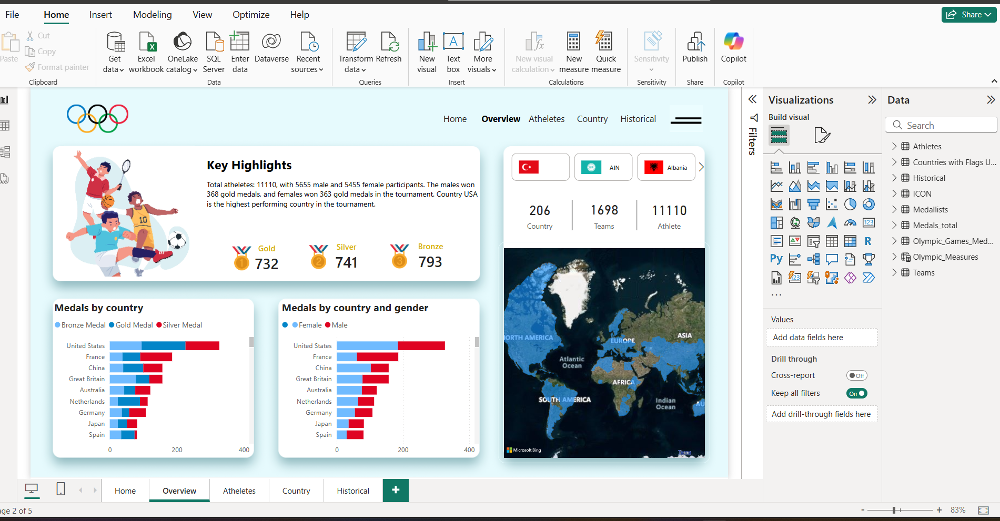 File Home Insert Modeling View Optimize Help Share
Paste
Cut
Copy
Format painter
Clipboard
Get data
Excel workbook
OneLake catalog
SQL Server
Enter data
Dataverse
Recent sources
Data
Transform data
Refresh
Queries
New visual
Text box
More visuals
Insert
New visual calculation
New measure
Quick measure
Calculations
Sensitivity
Sensitivity
Publish
Share
Copilot
Copilot
Home Overview Atheletes Country Historical
Key Highlights
Total atheletes: 11110, with 5655 male and 5455 female participants. The males won
368 gold medals, and females won 363 gold medals in the tournament. Country USA
is the highest performing country in the tournament.
10
1
Gold
732
2
Silver
741
3
Bronze
793
AIN
AIN
Albania
206
Country
1698
Teams
11110
Athlete
Medals by country
Bronze Medal Gold Medal Silver Medal
United States
France
China
Great Britain
Australia
Netherlands
Germany
Japan
Spain
0 200 400
Medals by country and gender
Female Male
United States
France
China
Great Britain
Australia
Netherlands
Germany
Japan
Spain
0 200 400
ORTH AMERICA
EUROPE
ASIA
Atlantic
Ocean
AFRICA
SOUTH AMERICA
Indian
Ocean
AU
Microsoft Bing
Terms
Filters
Visualizations
Build visual
123
R
Py
123
...
Values
Add data fields here
Drill through
Cross-report
Off
Keep all filters
On
Add drill-through fields here
Data
Search
Athletes
Countries with Flags U...
Historical
ICON
Medallists
Medals_total
Olympic_Games_Med...
Olympic_Measures
Teams
Home Overview Atheletes Country Historical +
age 2 of 5
- + 83%